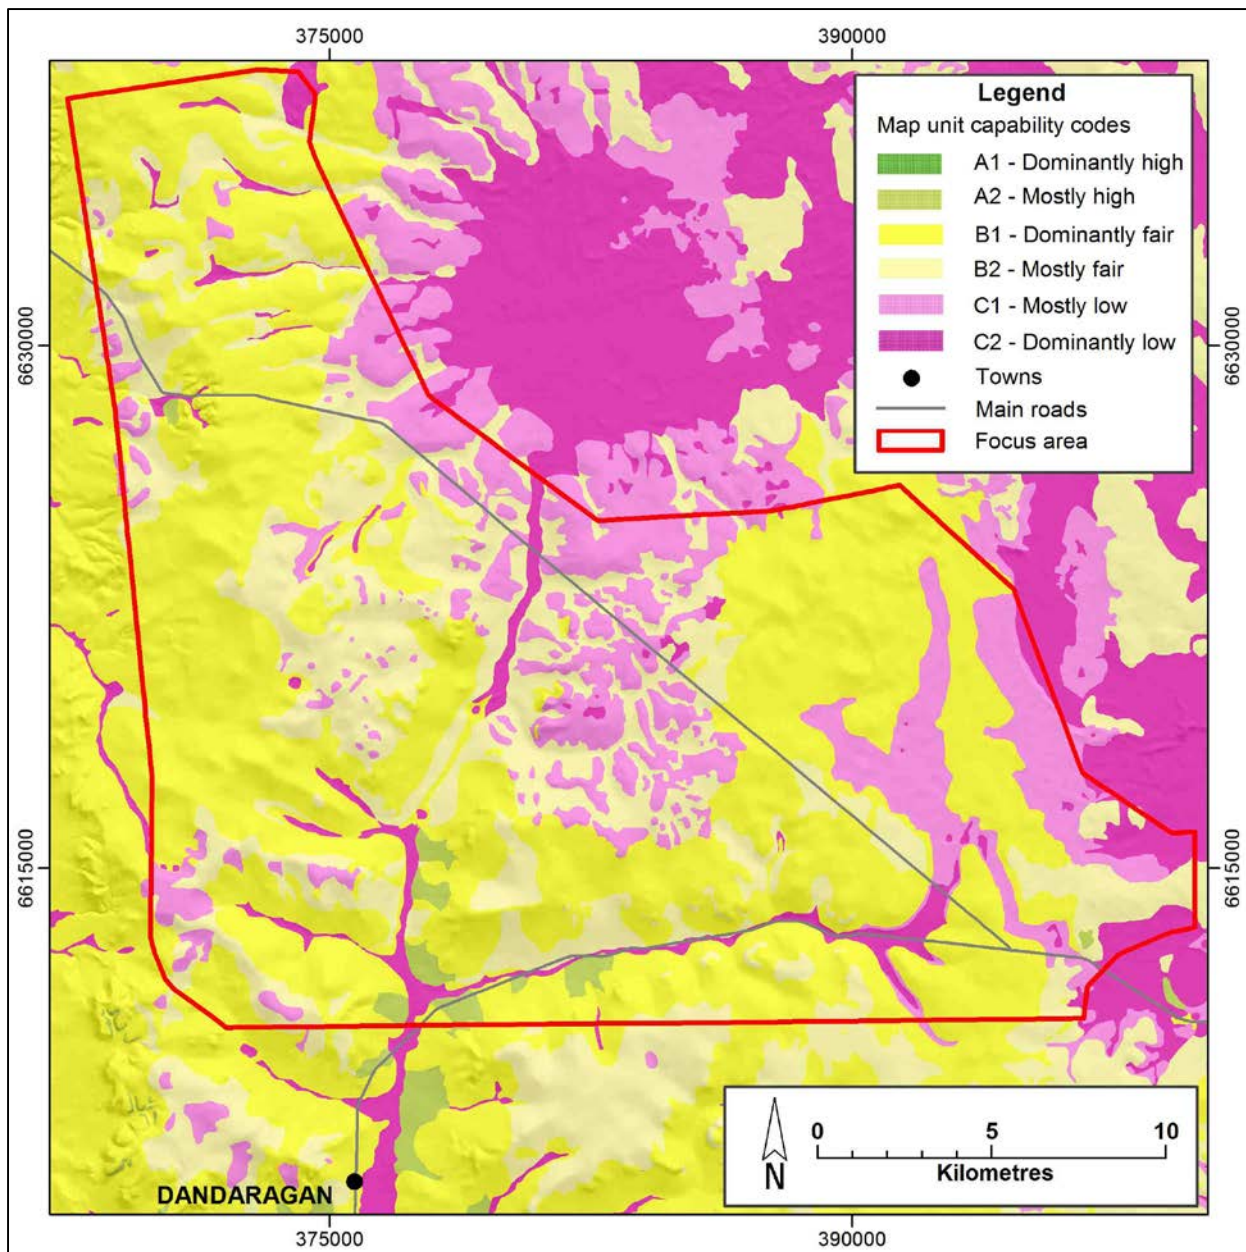 375000 390000
Legend
Map unit capability codes
A1 - Dominantly high
A2 - Mostly high
B1 - Dominantly fair
B2 - Mostly fair
C1 - Mostly low
C2 - Dominantly low
Towns
Main roads
Focus area
6630000 6630000
6615000 6615000
0 5 10
Kilometres
N
DANDARAGAN
375000 390000